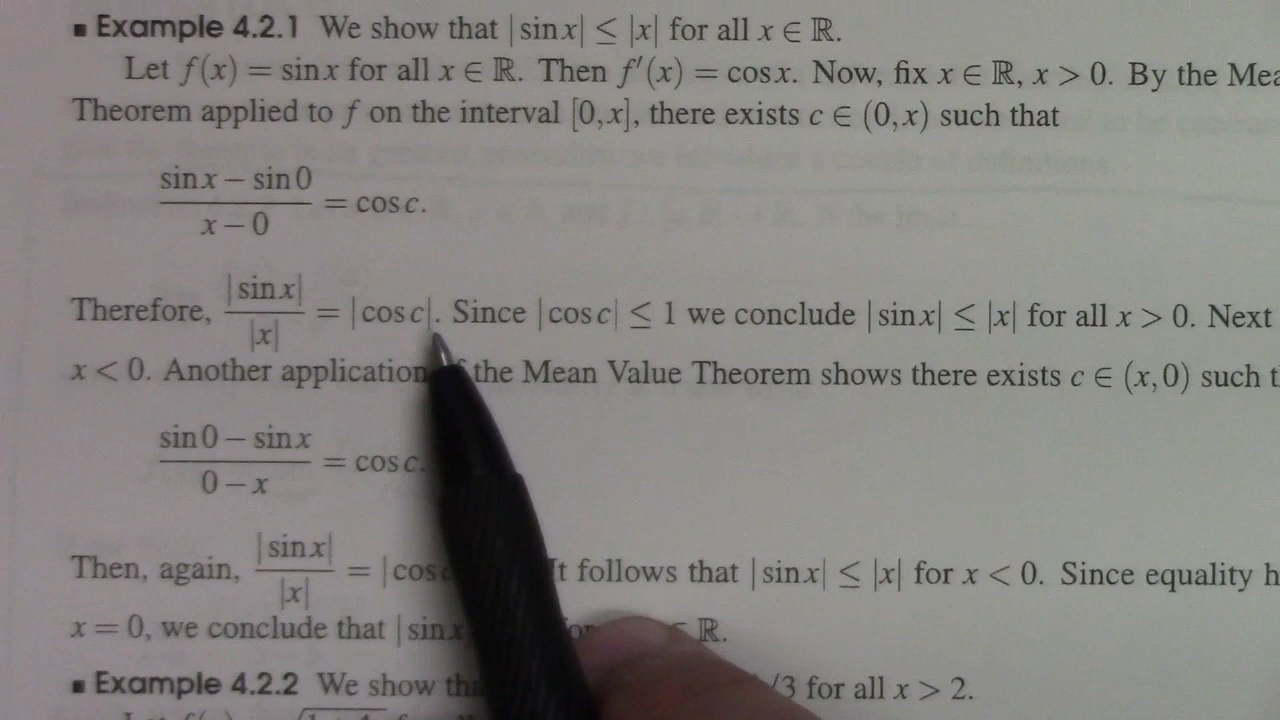 ▪ Example 4.2.1 We show that |sin x| ≤ |x| for all x ∈ ℝ.
Let f(x) = sin x for all x ∈ ℝ. Then f′(x) = cos x. Now, fix x ∈ ℝ, x > 0. By the
Theorem applied to f on the interval [0, x], there exists c ∈ (0, x) such that
(sin x − sin 0)/(x − 0) = cos c.
Therefore, |sin x|/|x| = |cos c|. Since |cos c| ≤ 1 we conclude |sin x| ≤ |x| for all x > 0. Next
x < 0. Another application of the Mean Value Theorem shows there exists c ∈ (x, 0) such
(sin 0 − sin x)/(0 − x) = cos c.
Then, again, |sin x|/|x| = |cos It follows that |sin x| ≤ |x| for x < 0. Since equality
x = 0, we conclude that |sin x ℝ.
▪ Example 4.2.2 We show /3 for all x > 2.